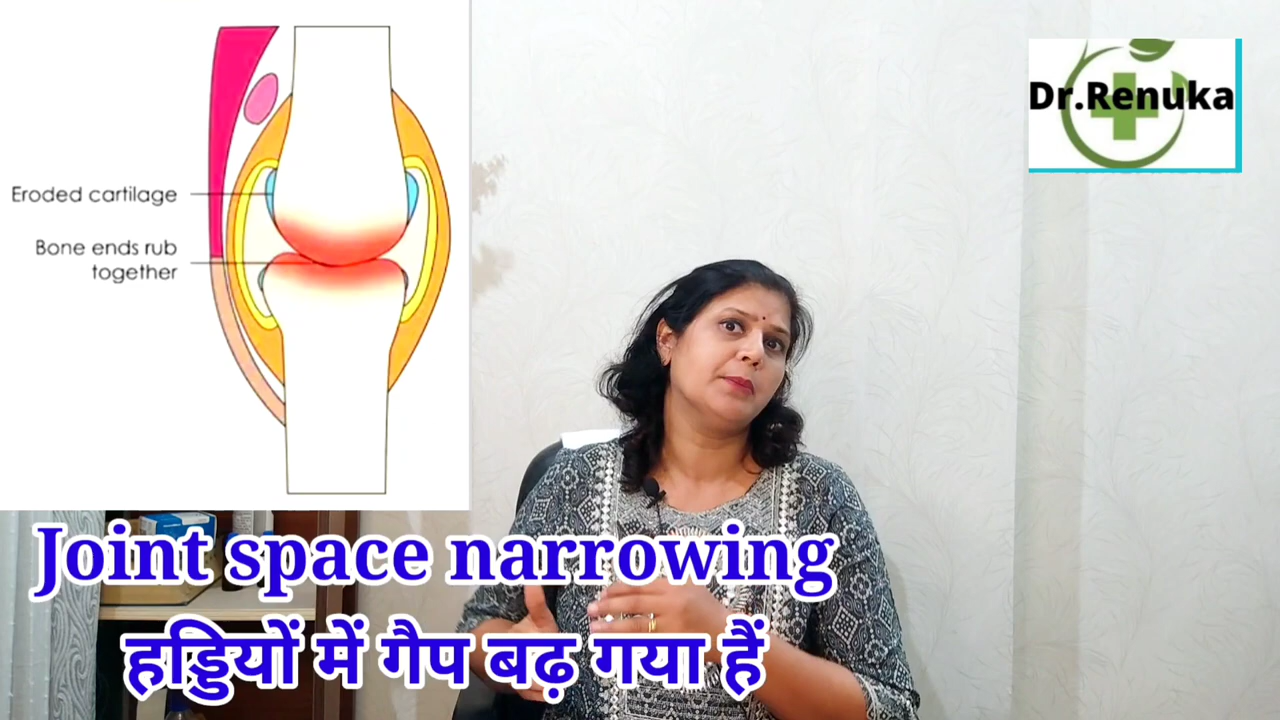 Dr.Renuka
Eroded cartilage
Bone ends rub
together
Joint space narrowing
हड्डियों में गैप बढ़ गया हैं